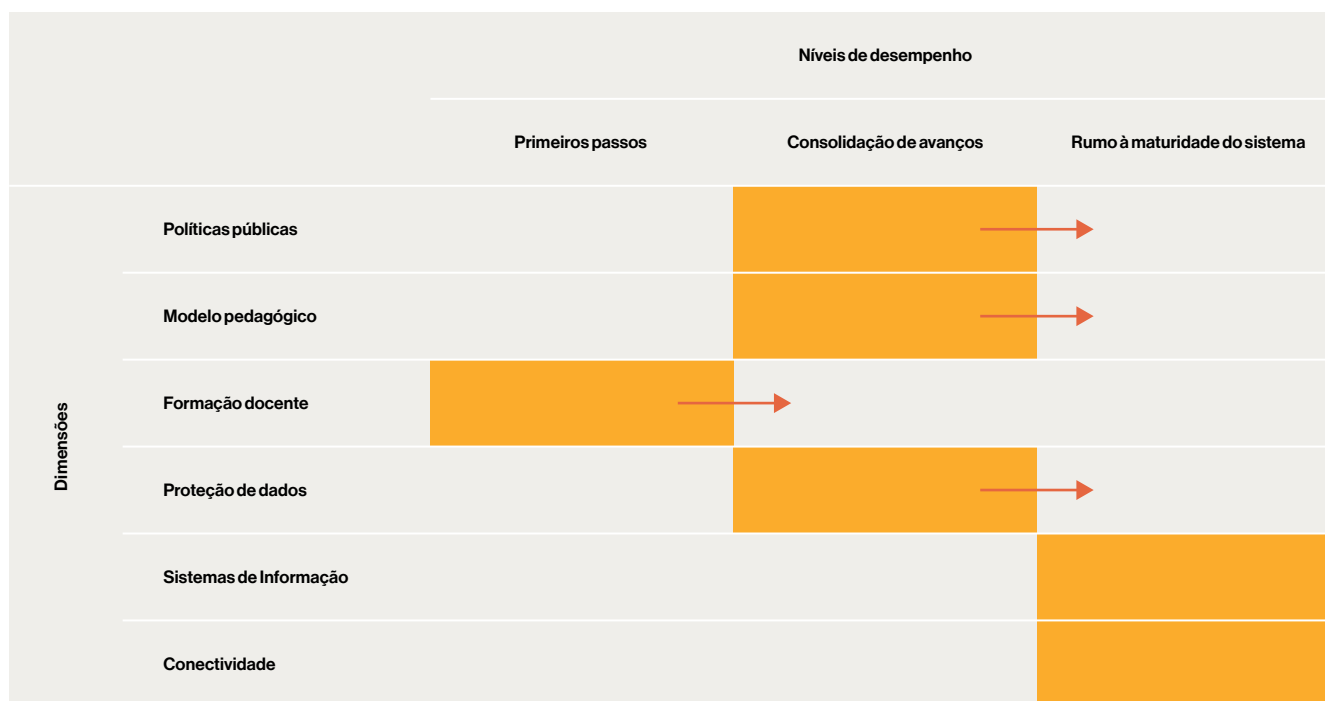 Níveis de desempenho
Primeiros passos
Consolidação de avanços
Rumo à maturidade do sistema
Dimensões
Políticas públicas
Modelo pedagógico
Formação docente
Proteção de dados
Sistemas de Informação
Conectividade